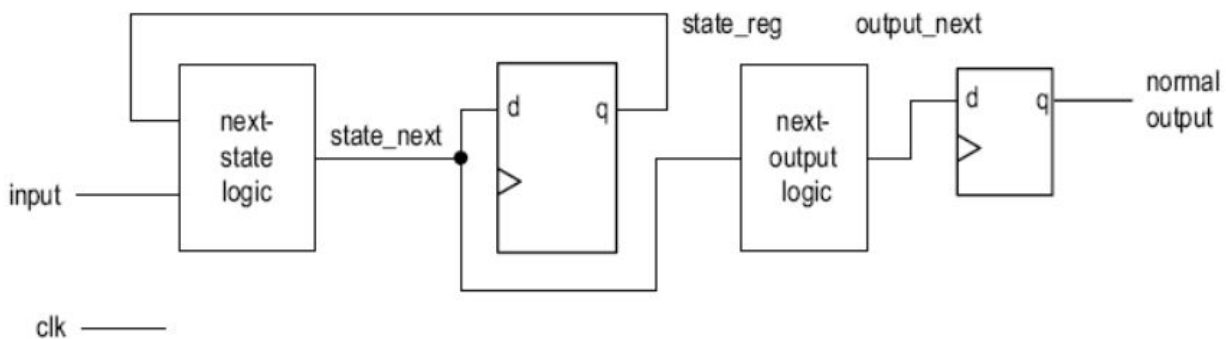 state_reg
output_next
next-
state
logic
state_next
d
q
next-
output
logic
d
q
normal
output
input
clk